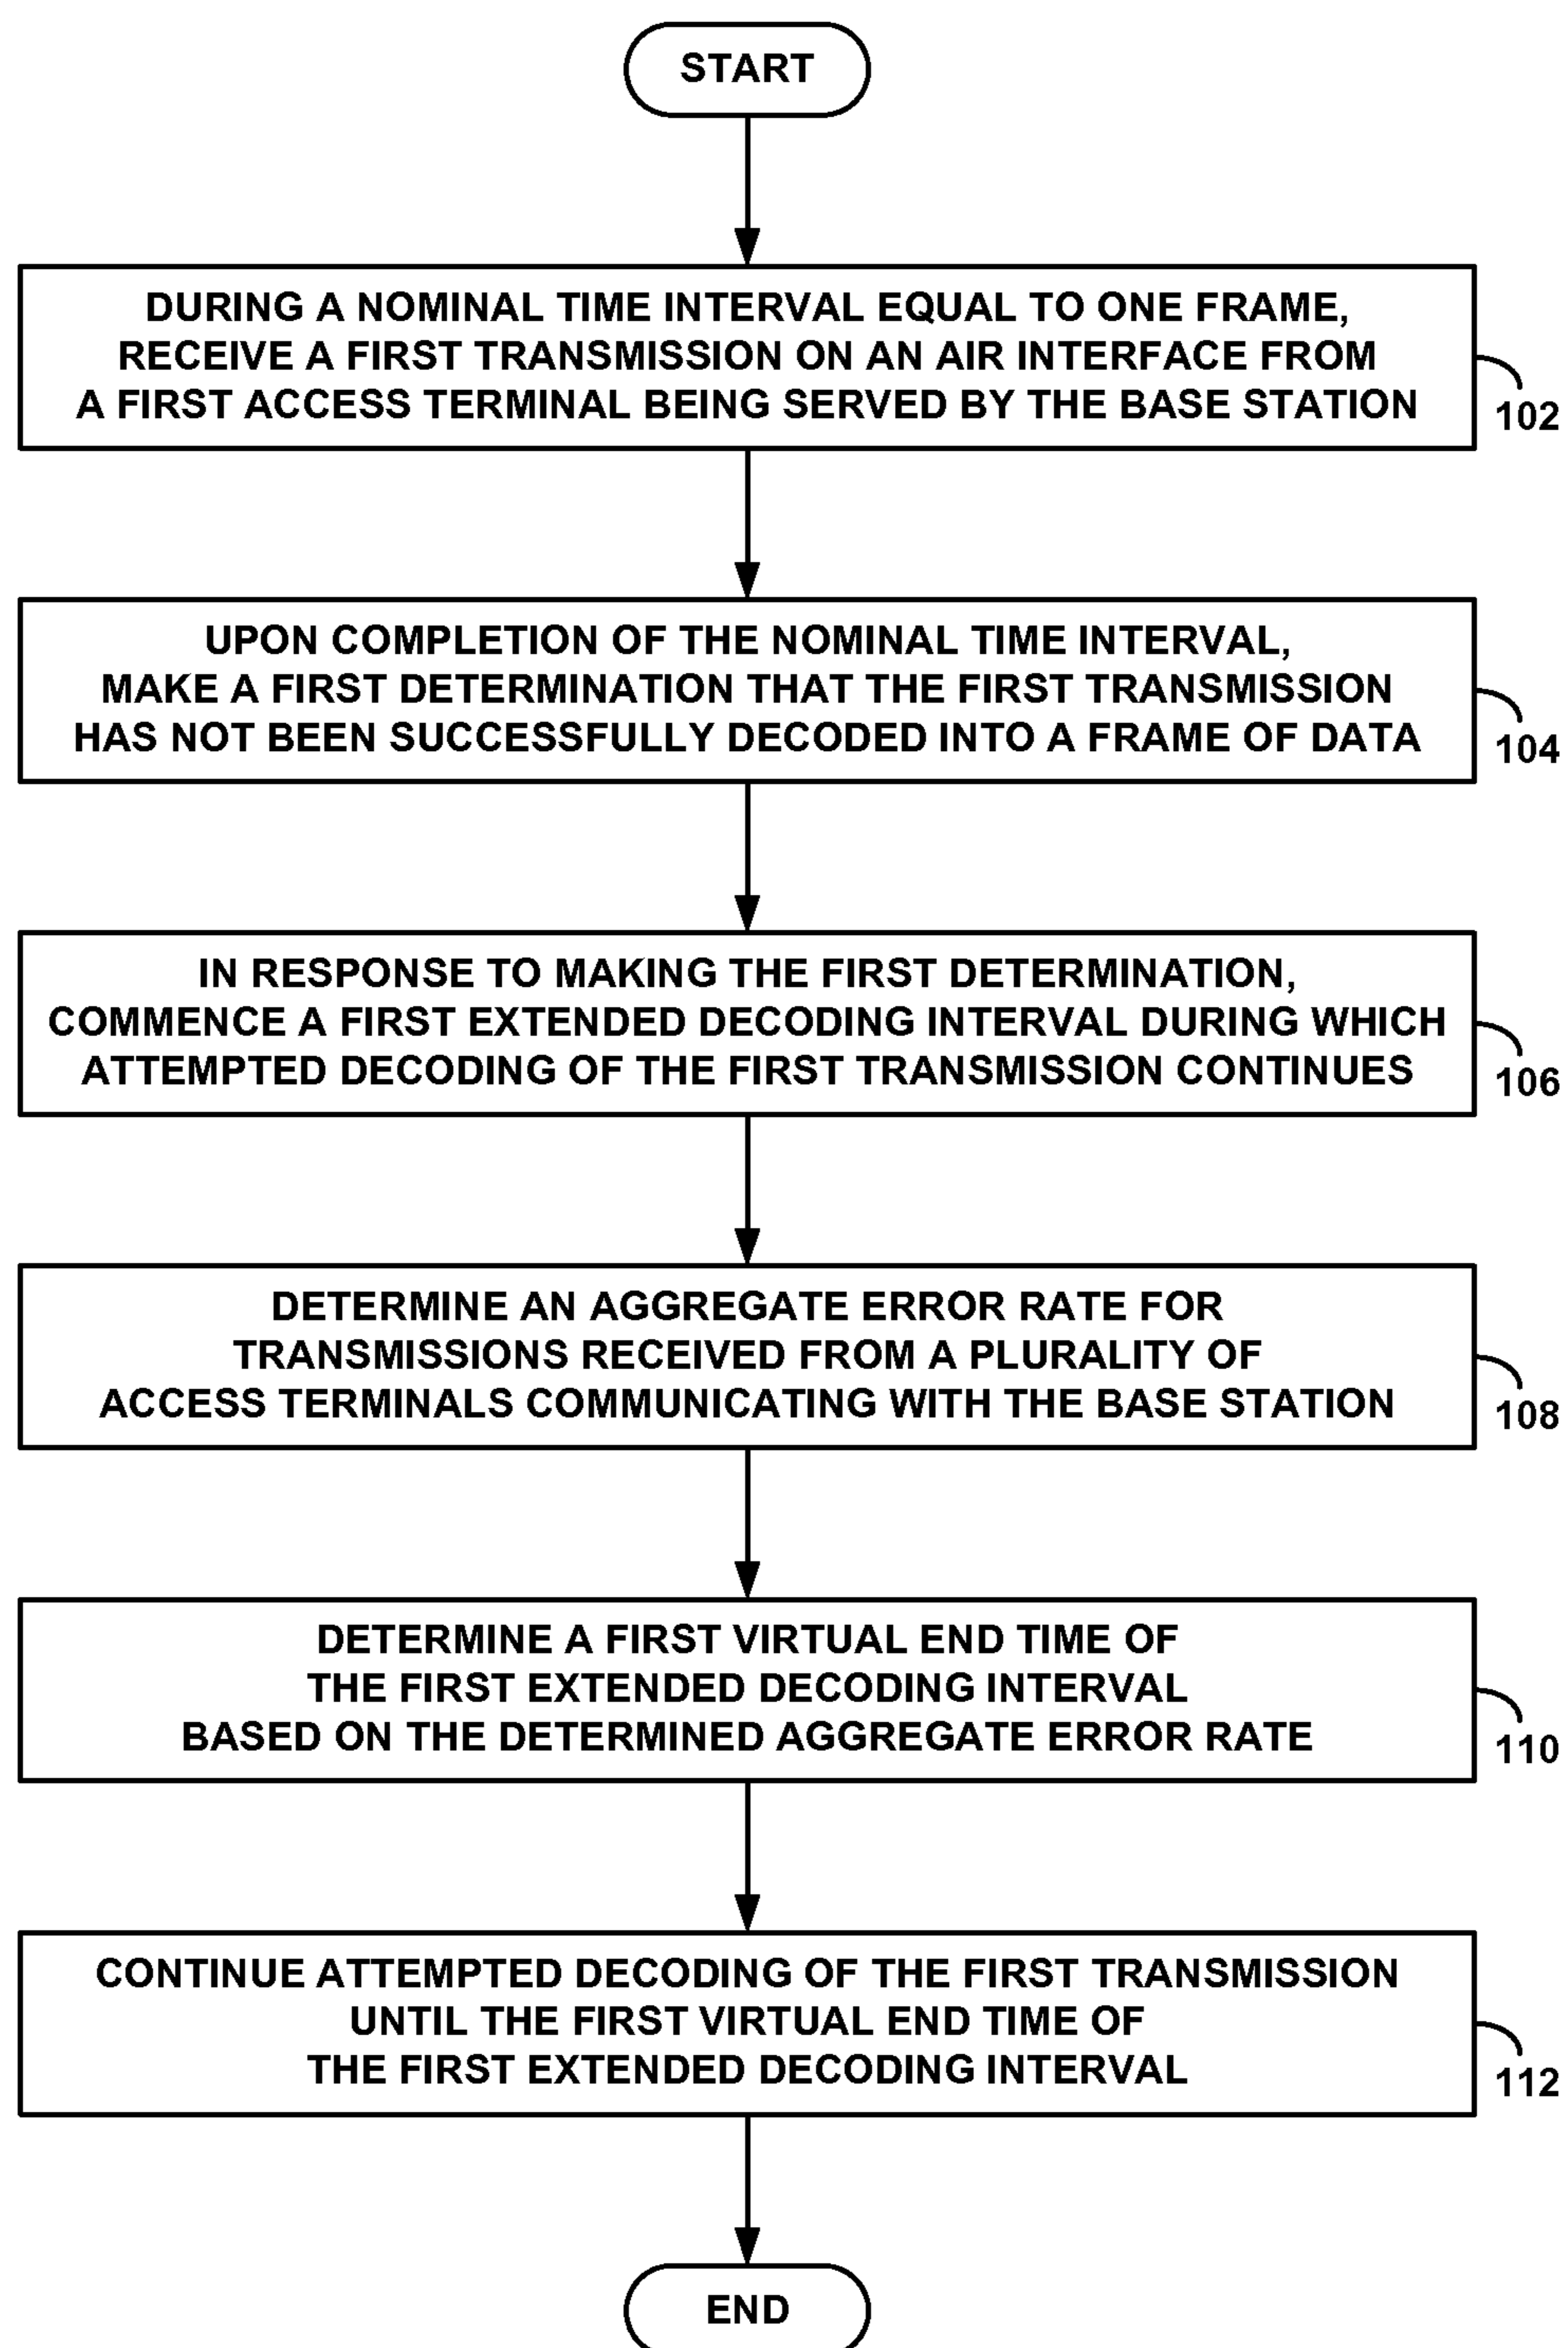 START
DURING A NOMINAL TIME INTERVAL EQUAL TO ONE FRAME,
RECEIVE A FIRST TRANSMISSION ON AN AIR INTERFACE FROM
A FIRST ACCESS TERMINAL BEING SERVED BY THE BASE STATION
102
UPON COMPLETION OF THE NOMINAL TIME INTERVAL,
MAKE A FIRST DETERMINATION THAT THE FIRST TRANSMISSION
HAS NOT BEEN SUCCESSFULLY DECODED INTO A FRAME OF DATA
104
IN RESPONSE TO MAKING THE FIRST DETERMINATION,
COMMENCE A FIRST EXTENDED DECODING INTERVAL DURING WHICH
ATTEMPTED DECODING OF THE FIRST TRANSMISSION CONTINUES
106
DETERMINE AN AGGREGATE ERROR RATE FOR
TRANSMISSIONS RECEIVED FROM A PLURALITY OF
ACCESS TERMINALS COMMUNICATING WITH THE BASE STATION
108
DETERMINE A FIRST VIRTUAL END TIME OF
THE FIRST EXTENDED DECODING INTERVAL
BASED ON THE DETERMINED AGGREGATE ERROR RATE
110
CONTINUE ATTEMPTED DECODING OF THE FIRST TRANSMISSION
UNTIL THE FIRST VIRTUAL END TIME OF
THE FIRST EXTENDED DECODING INTERVAL
112
END